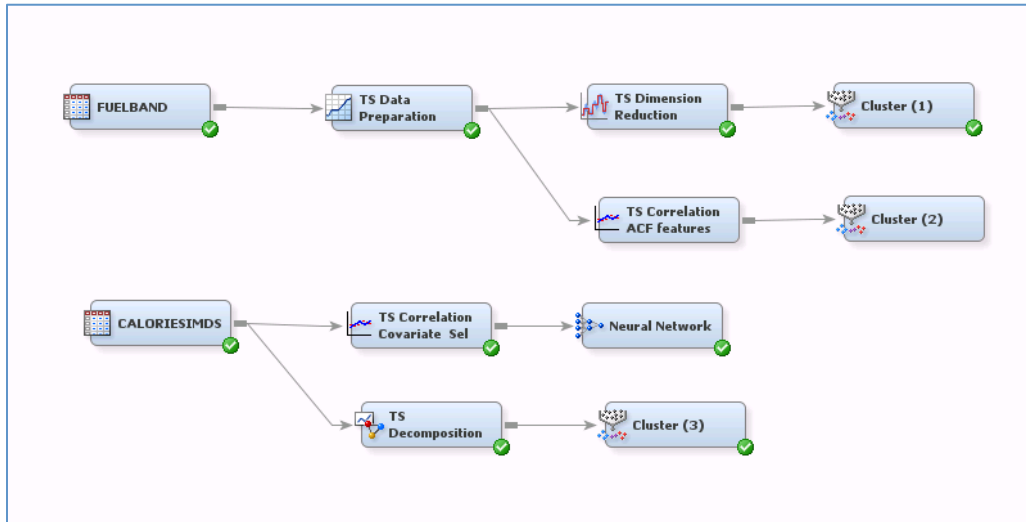 FUELBAND
TS Data
Preparation
TS Dimension
Reduction
Cluster (1)
TS Correlation
ACF features
Cluster (2)
CALORIESIMDS
TS Correlation
Covariate Sel
Neural Network
TS
Decomposition
Cluster (3)